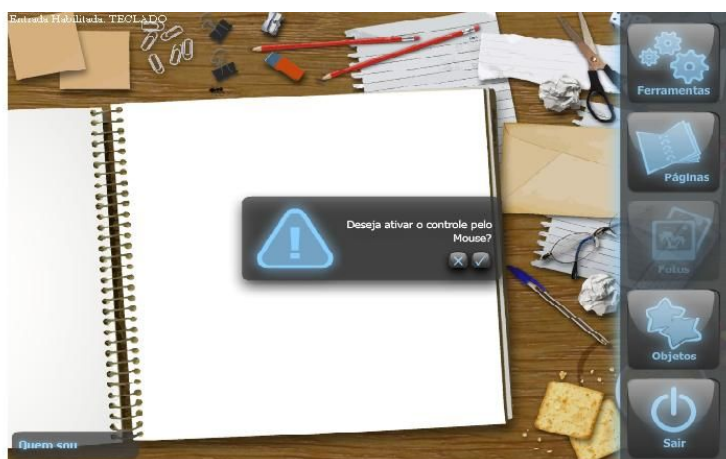 Entrada Habilitada: TECLADO
Ferramentas
Páginas
Deseja ativar o controle pelo
Mouse?
Fotos
Objetos
Sair
Quem sou